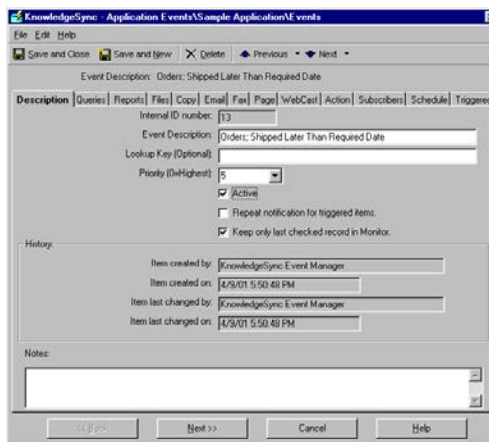 KnowledgeSync - Application Events\Sample Application\Events
File Edit Help
Save and Close Save and New Delete Previous Next
Event Description: Orders; Shipped Later Than Required Date
Description Queries Reports Files Copy Email Fax Page WebCast Action Subscribers Schedule Triggered
Internal ID number: 13
Event Description: Orders; Shipped Later Than Required Date
Lookup Key (Optional):
Priority (0=Highest): 5
Active
Repeat notification for triggered items.
Keep only last checked record in Monitor.
History:
Item created by: KnowledgeSync Event Manager
Item created on: 4/9/01 5:50:48 PM
Item last changed by: KnowledgeSync Event Manager
Item last changed on: 4/9/01 5:50:48 PM
Notes:
<< Back Next >> Cancel Help